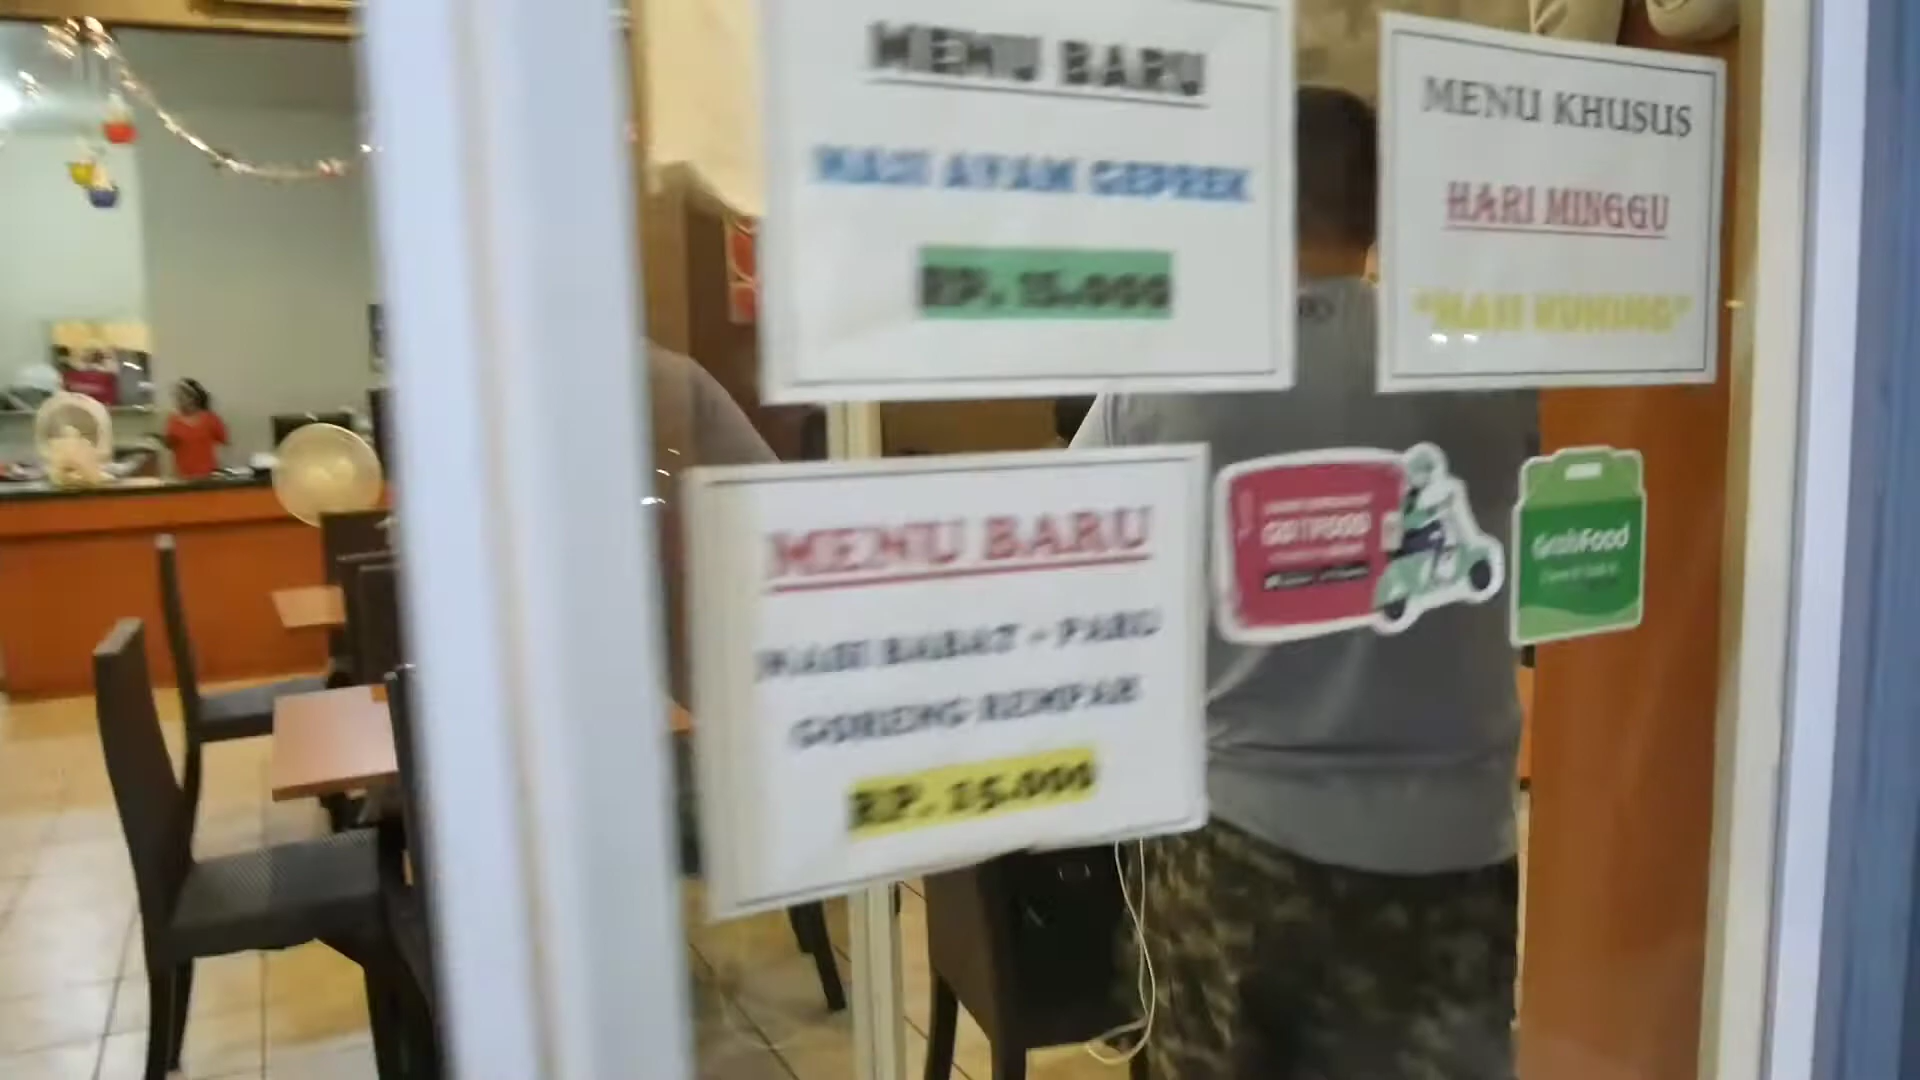 MENU BARU
NASI AYAM GEPREK
RP. 15.000
MENU KHUSUS
HARI MINGGU
"NASI KUNING"
MENU BARU
NASI BABAT - PARU
GORENG REMPAH
RP. 15.000
GOFOOD
GrabFood